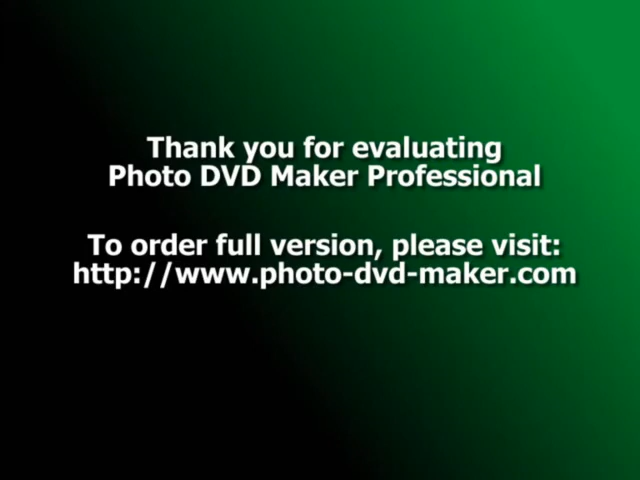 Thank you for evaluating
Photo DVD Maker Professional
To order full version, please visit:
http://www.photo-dvd-maker.com